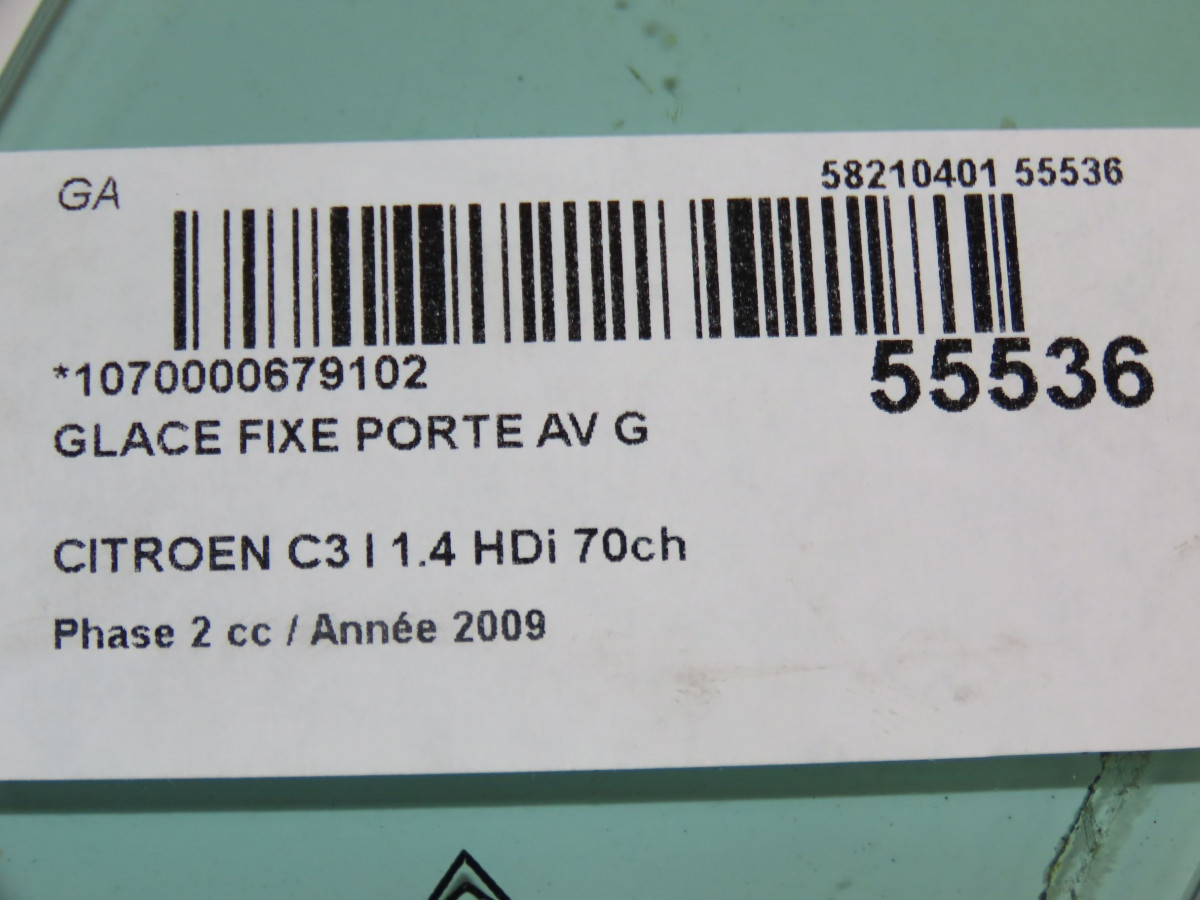 GA
58210401 55536
*1070000679102
55536
GLACE FIXE PORTE AV G
CITROEN C3 I 1.4 HDi 70ch
Phase 2 cc / Année 2009